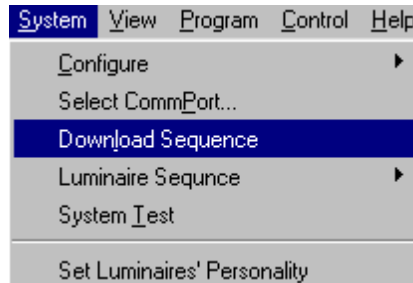 System View Program Control Help
Configure
Select CommPort...
Download Sequence
Luminaire Sequnce
System Test
Set Luminaires' Personality